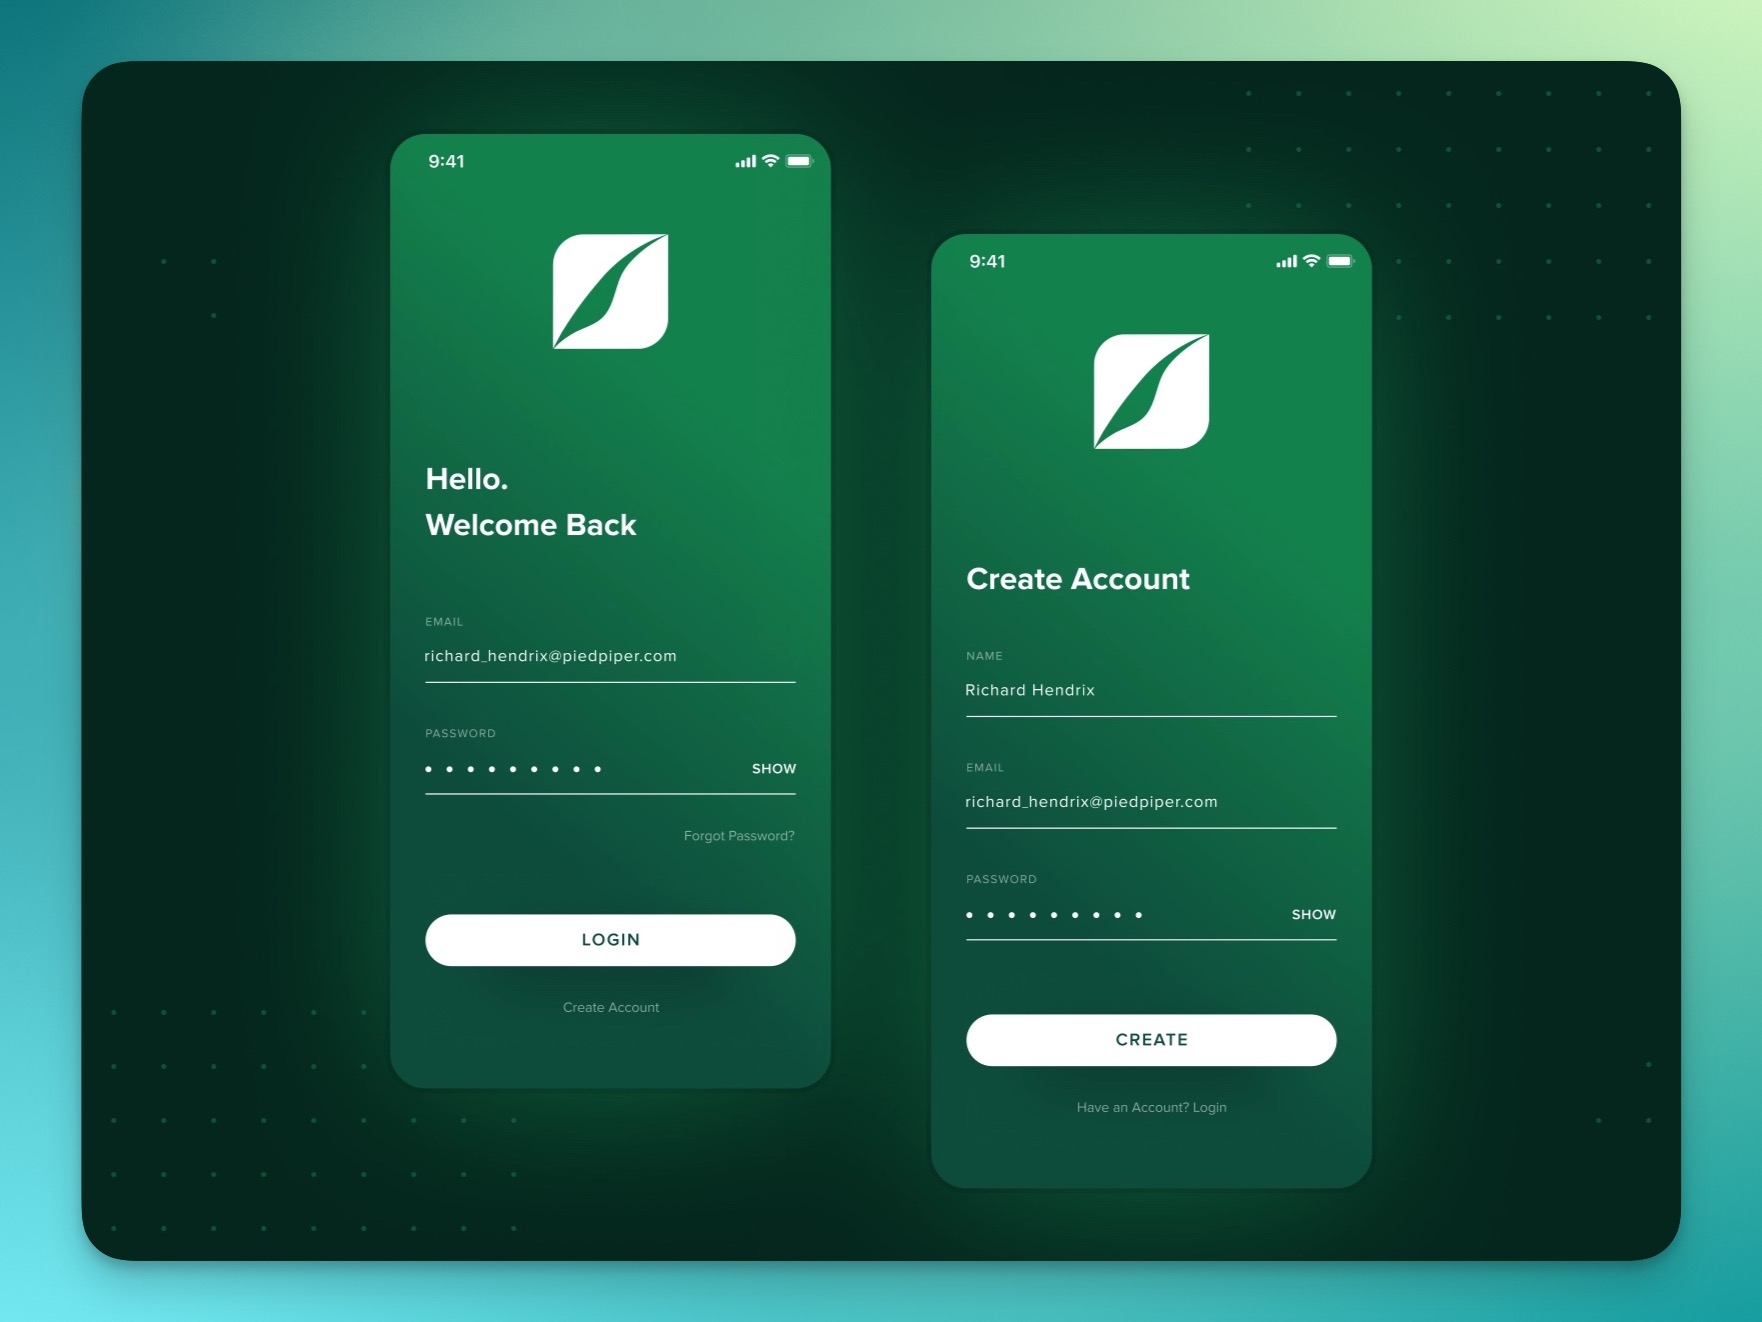 9:41
Hello.
Welcome Back
EMAIL
richard_hendrix@piedpiper.com
PASSWORD
• • • • • • • • • SHOW
Forgot Password?
LOGIN
Create Account
9:41
Create Account
NAME
Richard Hendrix
EMAIL
richard_hendrix@piedpiper.com
PASSWORD
• • • • • • • • • SHOW
CREATE
Have an Account? Login